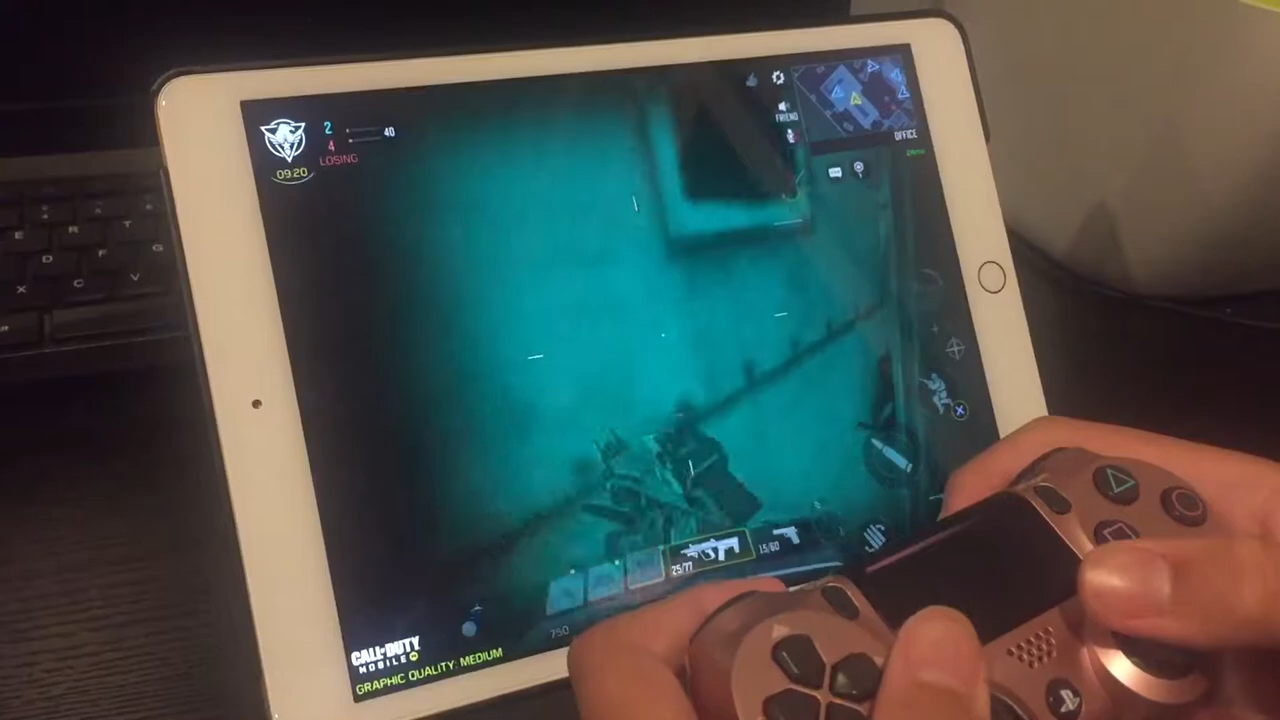 2
40
4
LOSING
09:20
FRIEND
OFFICE
E R T
D F G
X C V
25/77
15/60
750
CALL OF DUTY
MOBILE
GRAPHIC QUALITY: MEDIUM